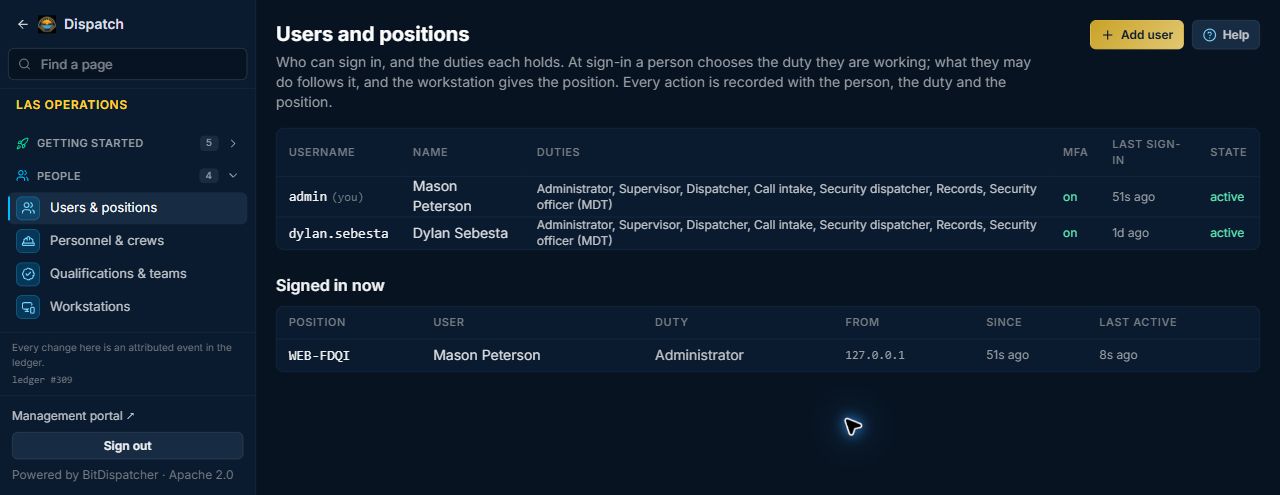 ← Dispatch
Find a page
LAS OPERATIONS
GETTING STARTED 5
PEOPLE 4
Users & positions
Personnel & crews
Qualifications & teams
Workstations
Every change here is an attributed event in the
ledger.
ledger #309
Management portal ↗
Sign out
Powered by BitDispatcher · Apache 2.0
Users and positions
+ Add user
Help
Who can sign in, and the duties each holds. At sign-in a person chooses the duty they are working; what they may
do follows it, and the workstation gives the position. Every action is recorded with the person, the duty and the
position.
USERNAME NAME DUTIES MFA LAST SIGN-
IN STATE
admin (you) Mason
Peterson Administrator, Supervisor, Dispatcher, Call intake, Security dispatcher, Records, Security
officer (MDT) on 51s ago active
dylan.sebesta Dylan Sebesta Administrator, Supervisor, Dispatcher, Call intake, Security dispatcher, Records, Security
officer (MDT) on 1d ago active
Signed in now
POSITION USER DUTY FROM SINCE LAST ACTIVE
WEB-FDQI Mason Peterson Administrator 127.0.0.1 51s ago 8s ago